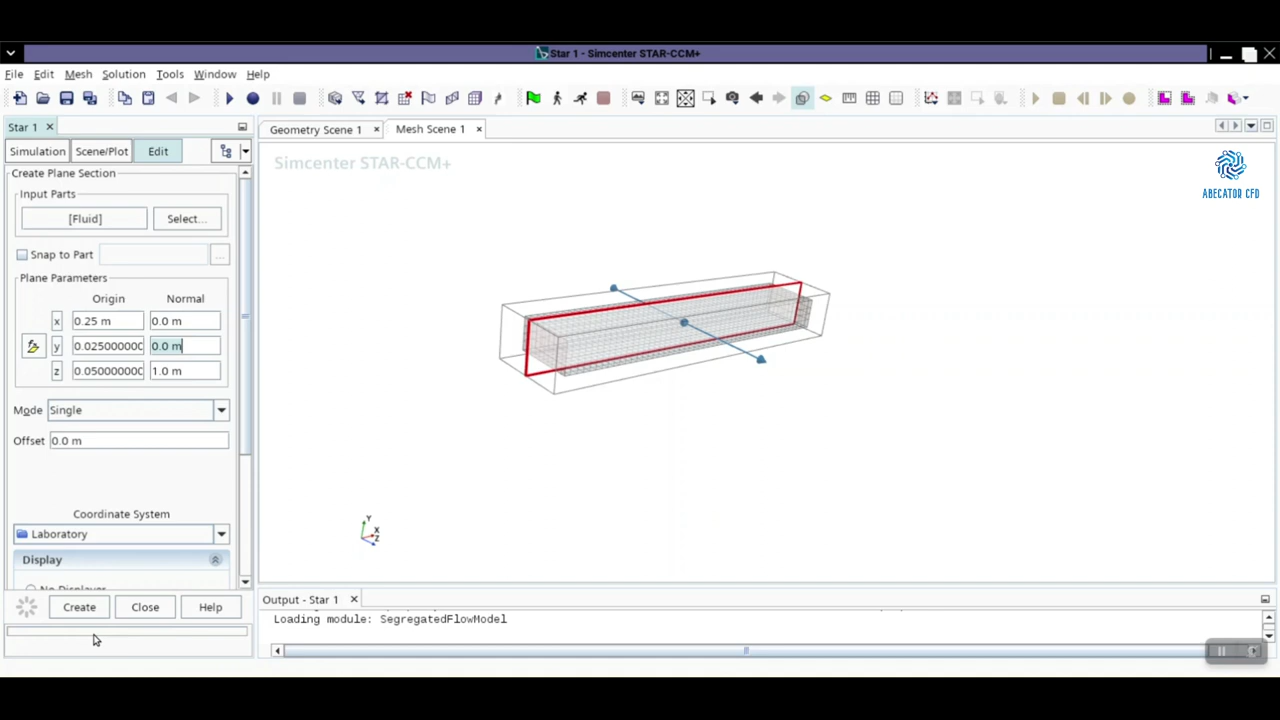 Star 1 - Simcenter STAR-CCM+
File Edit Mesh Solution Tools Window Help
Star 1
Geometry Scene 1
Mesh Scene 1
Simulation Scene/Plot Edit
Create Plane Section
Input Parts
[Fluid] Select...
Snap to Part ...
Plane Parameters
Origin Normal
x 0.25 m 0.0 m
y 0.02500000C 0.0 m
z 0.05000000C 1.0 m
Mode Single
Offset 0.0 m
Coordinate System
Laboratory
Display
Create Close Help
Simcenter STAR-CCM+
ABECATOR CFD
Y
X
Z
Output - Star 1
Loading module: SegregatedFlowModel